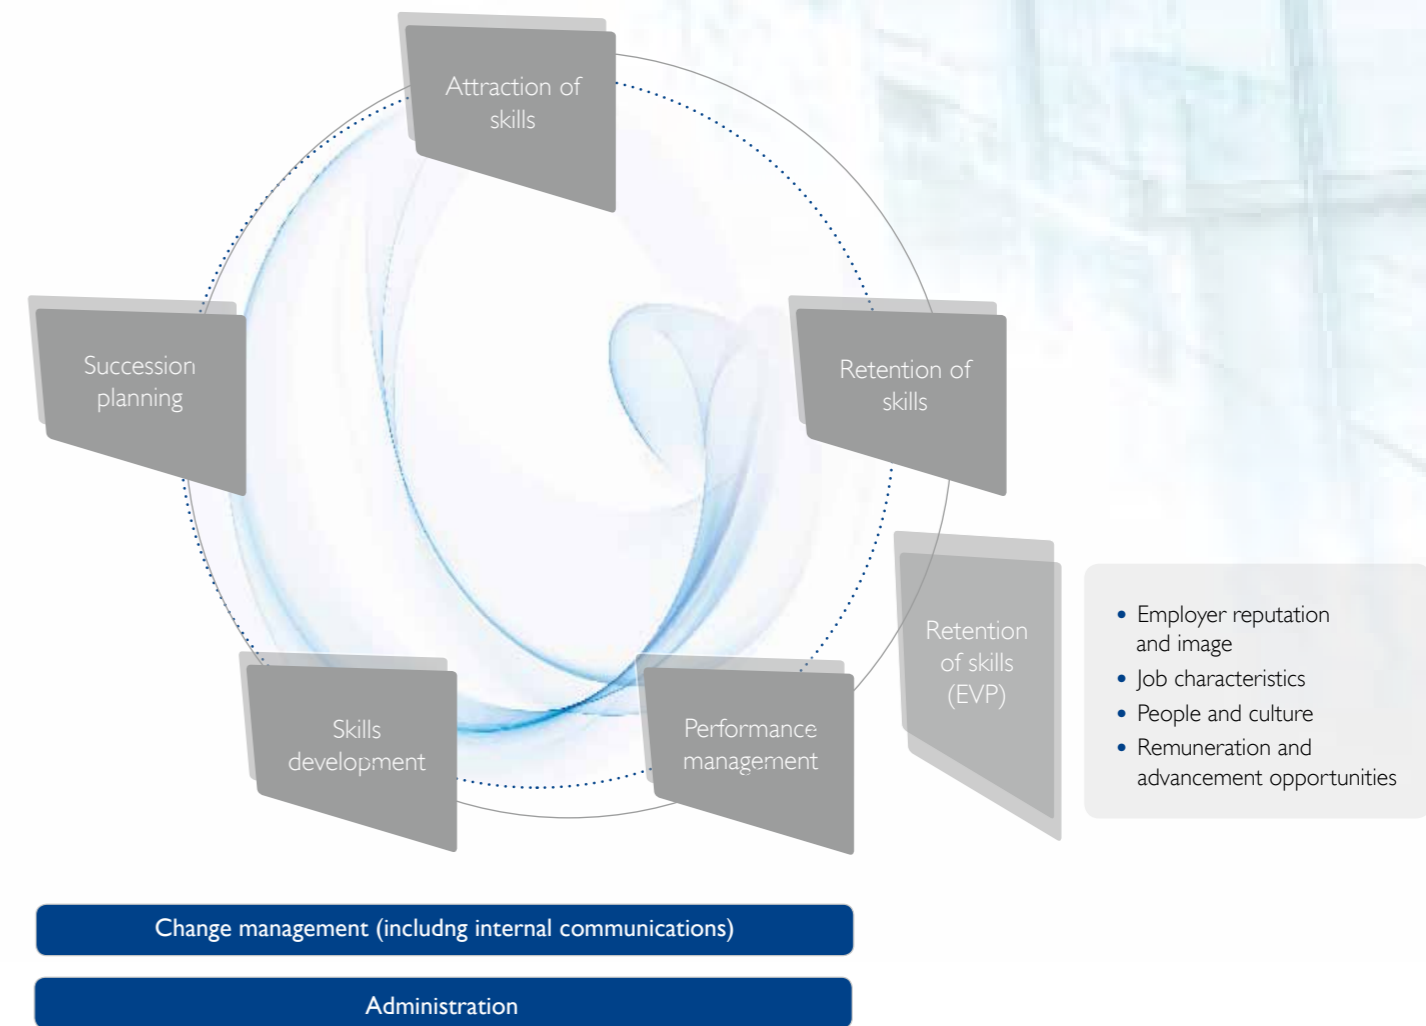 Attraction of
skills
Succession
planning
Retention of
skills
Retention
of skills
(EVP)
• Employer reputation
and image
• Job characteristics
• People and culture
• Remuneration and
advancement opportunities
Skills
development
Performance
management
Change management (includng internal communications)
Administration